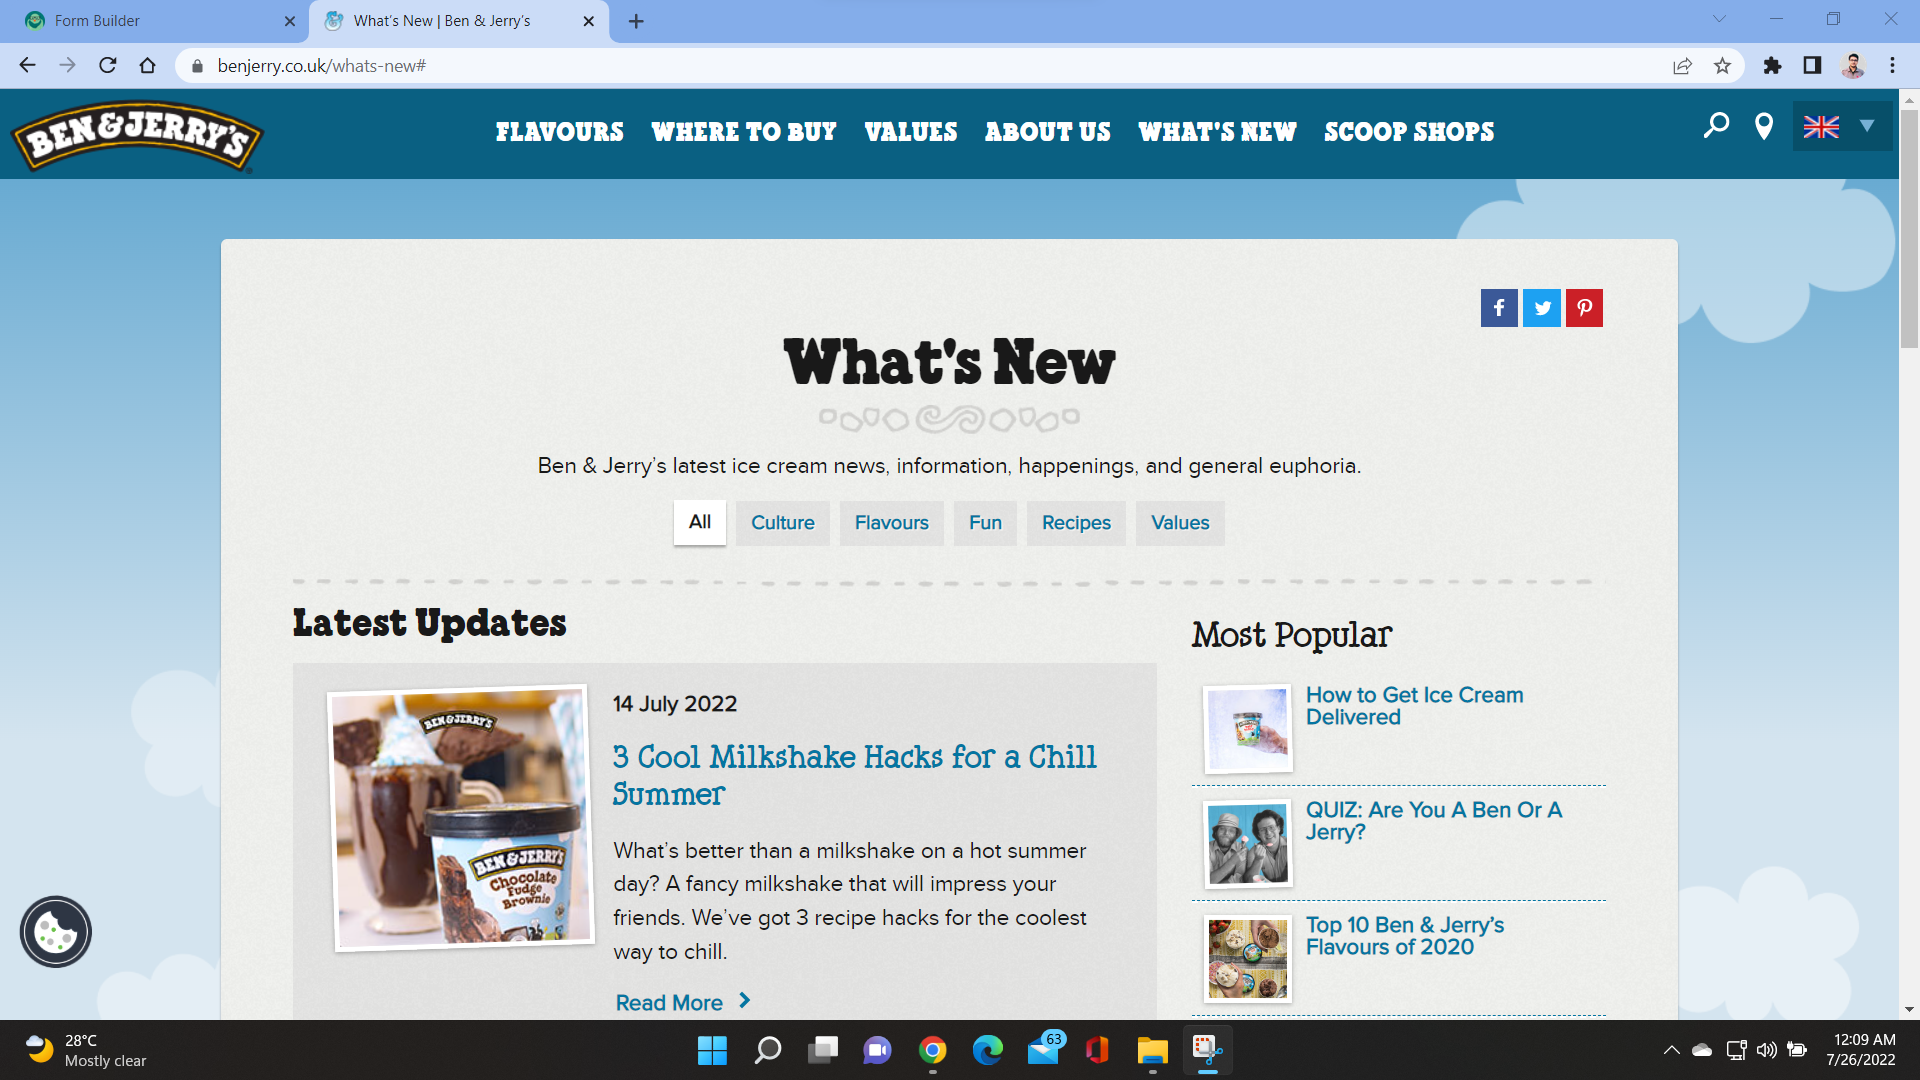 Form Builder
What's New | Ben & Jerry's
benjerry.co.uk/whats-new#
BEN & JERRY'S
FLAVOURS WHERE TO BUY VALUES ABOUT US WHAT'S NEW SCOOP SHOPS
What's New
Ben & Jerry's latest ice cream news, information, happenings, and general euphoria.
All Culture Flavours Fun Recipes Values
Latest Updates
BEN & JERRY'S
BEN & JERRY'S
Chocolate
Fudge
Brownie
14 July 2022
3 Cool Milkshake Hacks for a Chill
Summer
What's better than a milkshake on a hot summer
day? A fancy milkshake that will impress your
friends. We've got 3 recipe hacks for the coolest
way to chill.
Read More
Most Popular
How to Get Ice Cream
Delivered
QUIZ: Are You A Ben Or A
Jerry?
Top 10 Ben & Jerry's
Flavours of 2020
28°C
Mostly clear
63
12:09 AM
7/26/2022